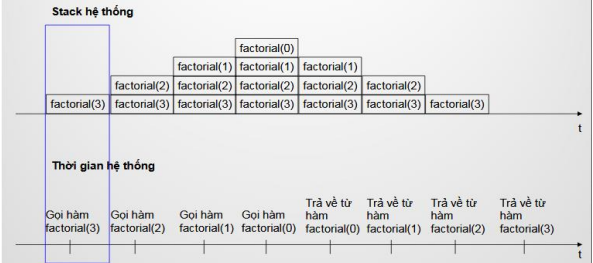 Stack hệ thống
factorial(0)
factorial(1) factorial(1) factorial(1)
factorial(2) factorial(2) factorial(2) factorial(2) factorial(2)
factorial(3) factorial(3) factorial(3) factorial(3) factorial(3) factorial(3) factorial(3)
t
Thời gian hệ thống
Gọi hàm
factorial(3)
Gọi hàm
factorial(2)
Gọi hàm
factorial(1)
Gọi hàm
factorial(0)
Trả về từ
hàm
factorial(0)
Trả về từ
hàm
factorial(1)
Trả về từ
hàm
factorial(2)
Trả về từ
hàm
factorial(3)
t